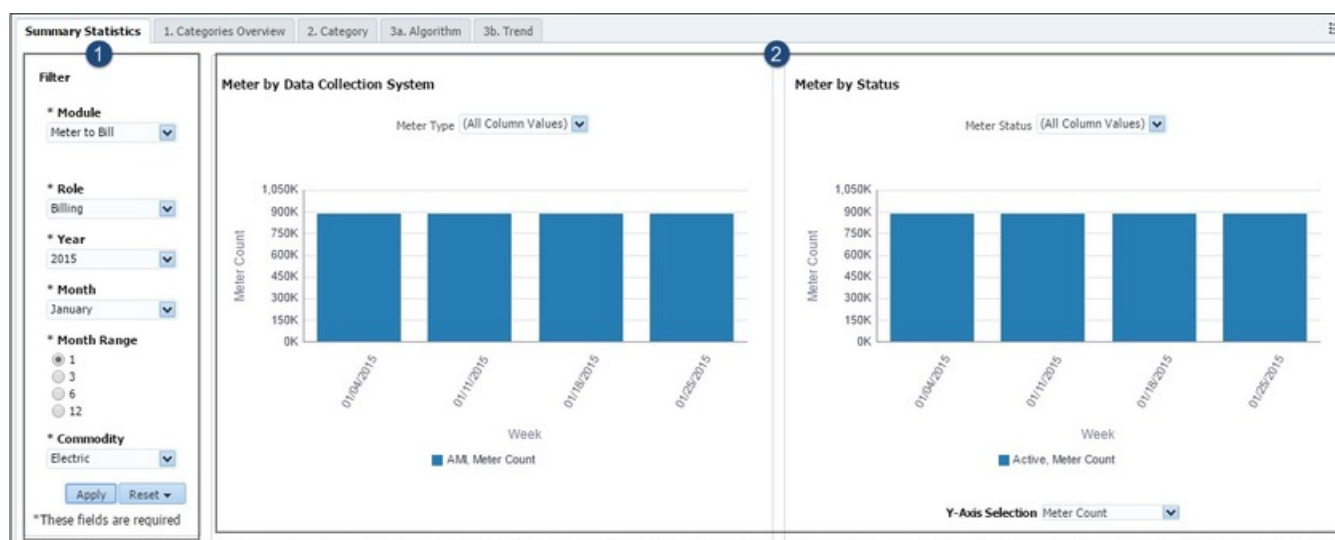 Summary Statistics
1. Categories Overview
2. Category
3a. Algorithm
3b. Trend
1
2
Filter
* Module
Meter to Bill
* Role
Billing
* Year
2015
* Month
January
* Month Range
1
3
6
12
* Commodity
Electric
Apply
Reset
*These fields are required
Meter by Data Collection System
Meter Type (All Column Values)
Meter Count
1,050K
900K
750K
600K
450K
300K
150K
0K
01/04/2015
01/11/2015
01/18/2015
01/25/2015
Week
AMI, Meter Count
Meter by Status
Meter Status (All Column Values)
Meter Count
1,050K
900K
750K
600K
450K
300K
150K
0K
01/04/2015
01/11/2015
01/18/2015
01/25/2015
Week
Active, Meter Count
Y-Axis Selection Meter Count